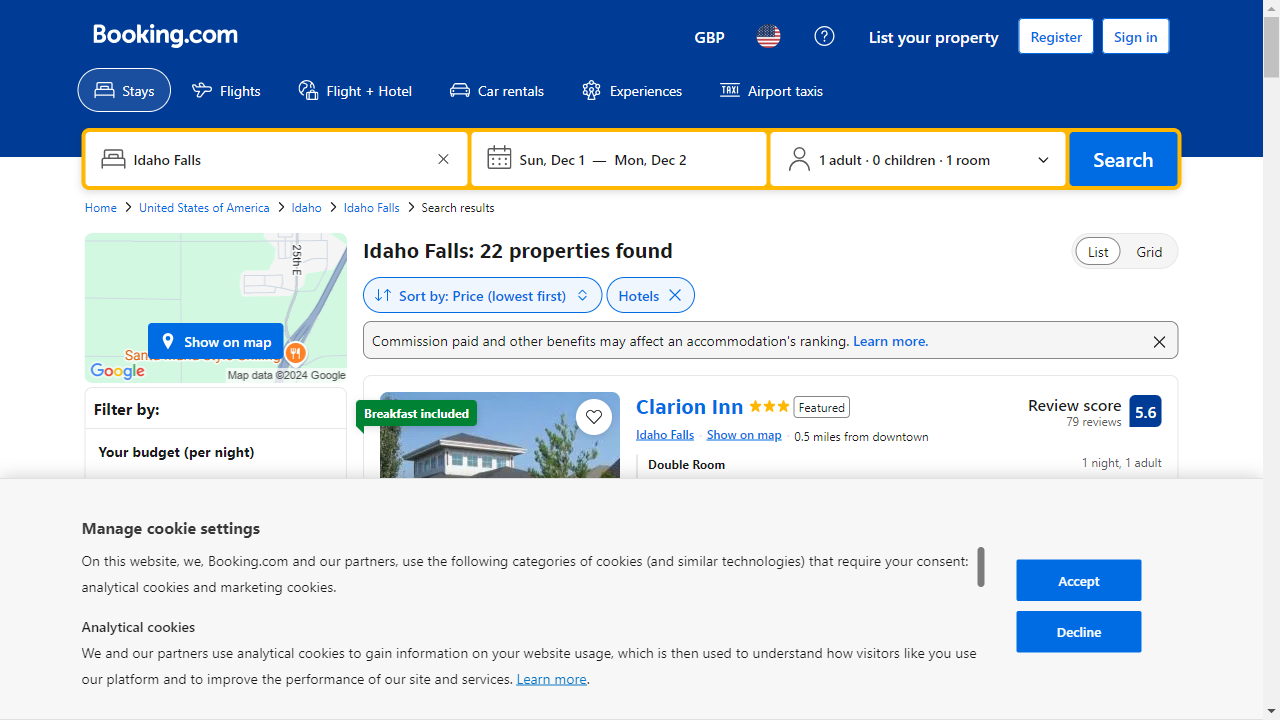 Booking.com
GBP
List your property
Register
Sign in
Stays
Flights
Flight + Hotel
Car rentals
Experiences
TAXI
Airport taxis
Idaho Falls
Sun, Dec 1 — Mon, Dec 2
1 adult · 0 children · 1 room
Search
Home > United States of America > Idaho > Idaho Falls > Search results
25th E
Show on map
Google
Map data ©2024 Google
Filter by:
Your budget (per night)
Idaho Falls: 22 properties found
List
Grid
Sort by: Price (lowest first)
Hotels
Commission paid and other benefits may affect an accommodation's ranking. Learn more.
Breakfast included
Clarion Inn
Featured
Idaho Falls · Show on map · 0.5 miles from downtown
Double Room
Review score
79 reviews
5.6
1 night, 1 adult
Manage cookie settings
On this website, we, Booking.com and our partners, use the following categories of cookies (and similar technologies) that require your consent:
analytical cookies and marketing cookies.
Analytical cookies
We and our partners use analytical cookies to gain information on your website usage, which is then used to understand how visitors like you use
our platform and to improve the performance of our site and services. Learn more.
Accept
Decline